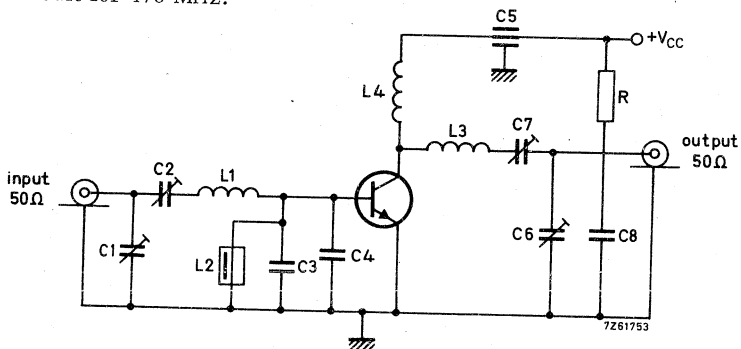 C5
+VCC
L4
R
L3
C7
output
50Ω
C2
L1
input
50Ω
C1
L2
C3
C4
C6
C8
7Z61753